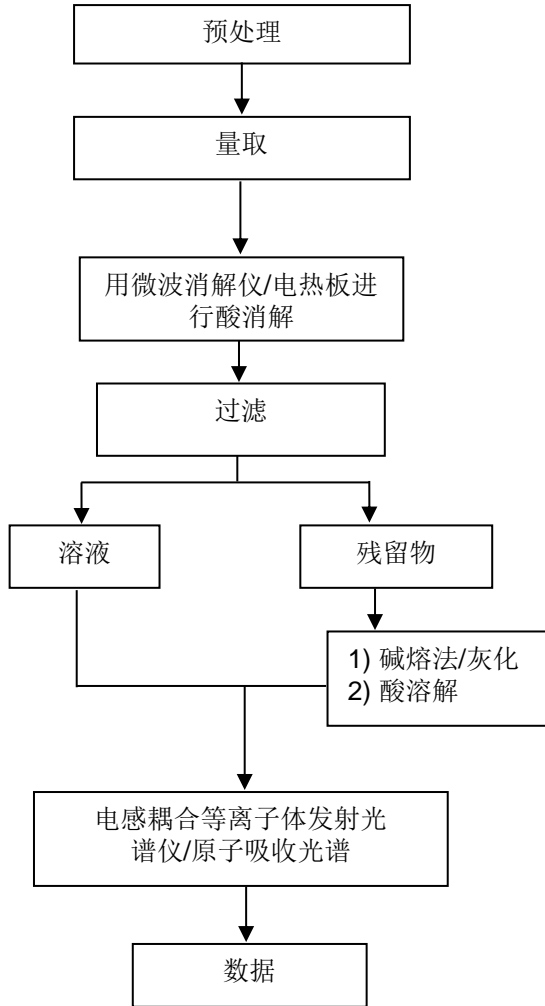 预处理
量取
用微波消解仪/电热板进
行酸消解
过滤
溶液
残留物
1) 碱熔法/灰化
2) 酸溶解
电感耦合等离子体发射光
谱仪/原子吸收光谱
数据